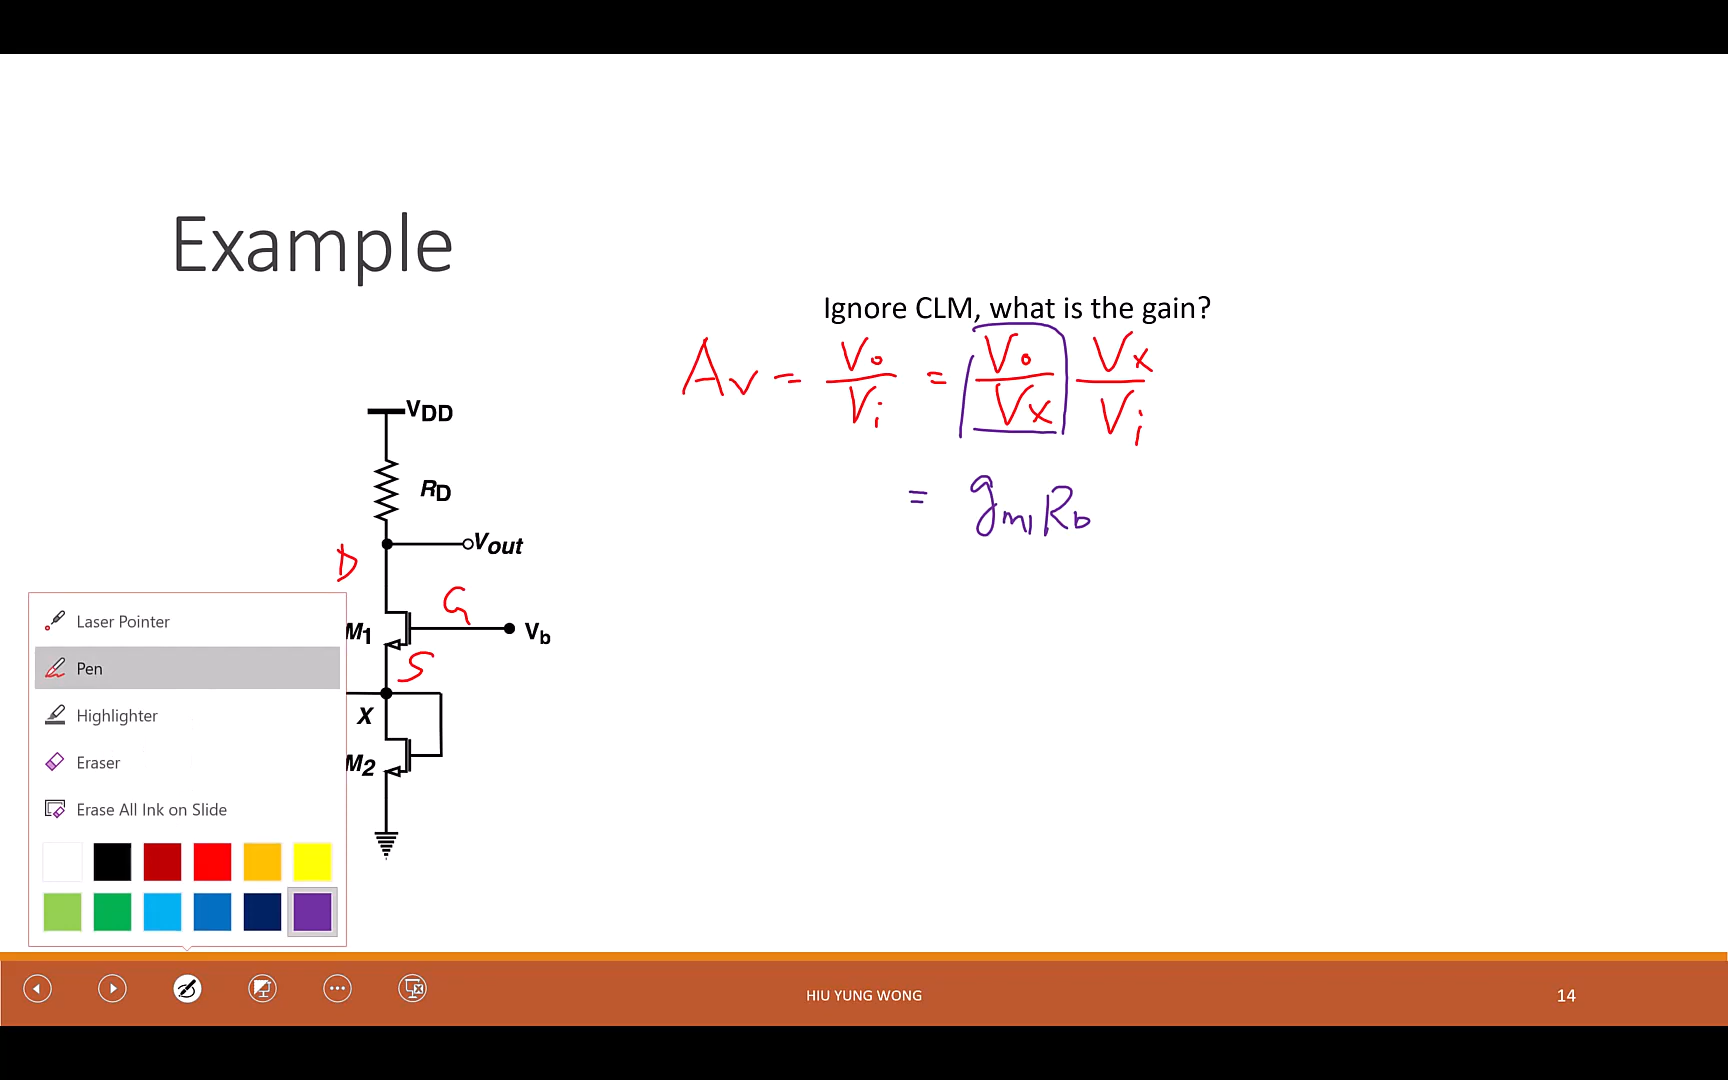 Example
Ignore CLM, what is the gain?
Av = Vo/Vi = Vo/Vx Vx/Vi
= gm1 RD
VDD
RD
Vout
D
G
M1
Vb
S
X
M2
Laser Pointer
Pen
Highlighter
Eraser
Erase All Ink on Slide
HIU YUNG WONG
14